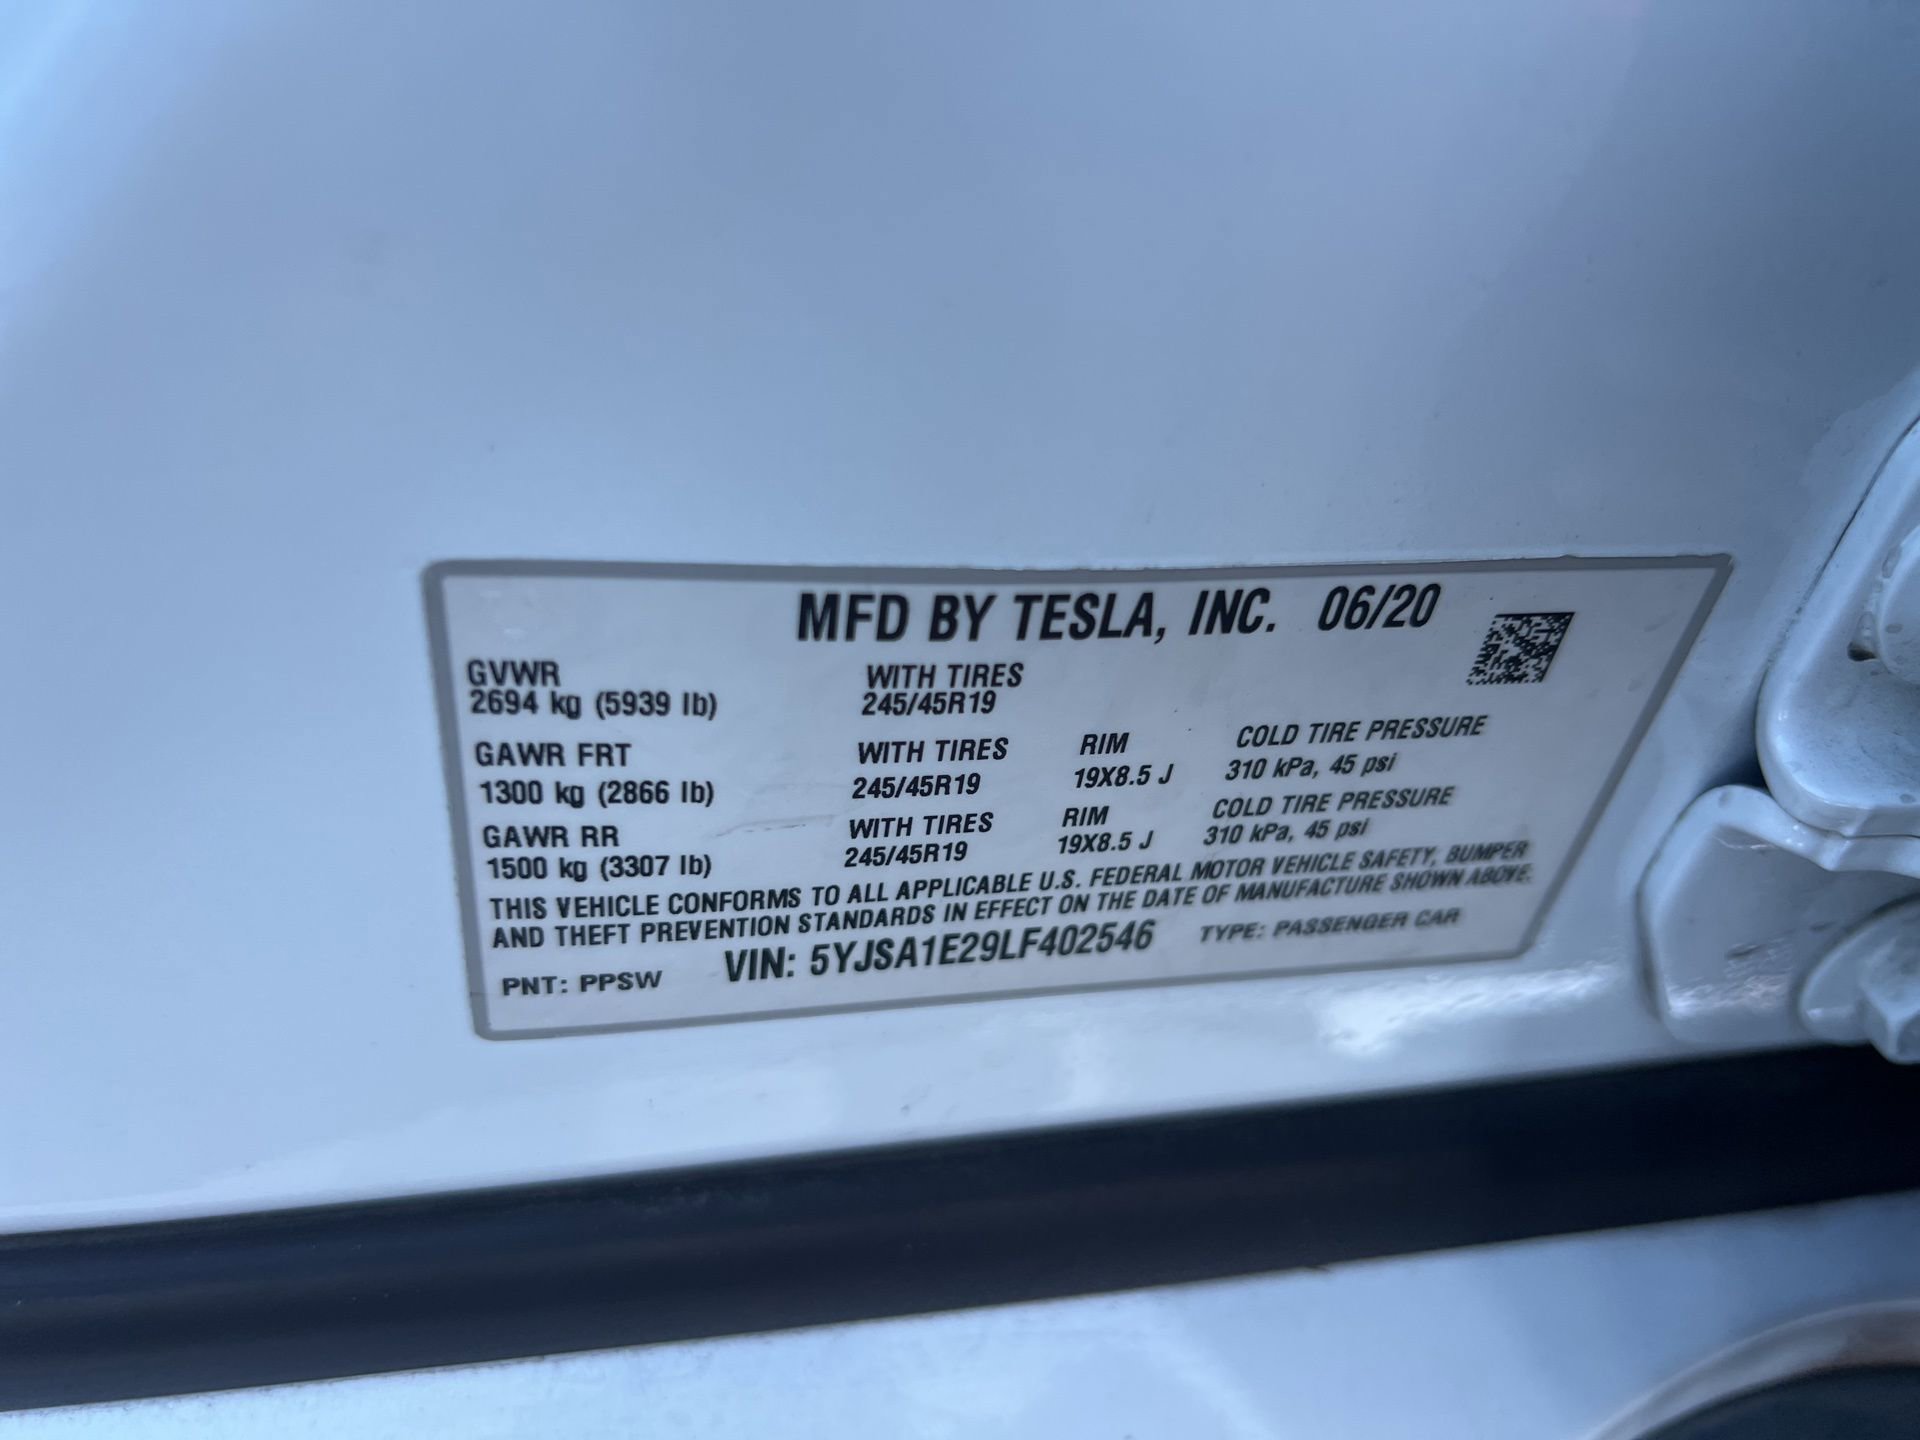 MFD BY TESLA, INC. 06/20
GVWR WITH TIRES
2694 kg (5939 lb) 245/45R19
GAWR FRT WITH TIRES RIM COLD TIRE PRESSURE
1300 kg (2866 lb) 245/45R19 19X8.5 J 310 kPa, 45 psi
GAWR RR WITH TIRES RIM COLD TIRE PRESSURE
1500 kg (3307 lb) 245/45R19 19X8.5 J 310 kPa, 45 psi
THIS VEHICLE CONFORMS TO ALL APPLICABLE U.S. FEDERAL MOTOR VEHICLE SAFETY, BUMPER
AND THEFT PREVENTION STANDARDS IN EFFECT ON THE DATE OF MANUFACTURE SHOWN ABOVE.
PNT: PPSW VIN: 5YJSA1E29LF402546 TYPE: PASSENGER CAR